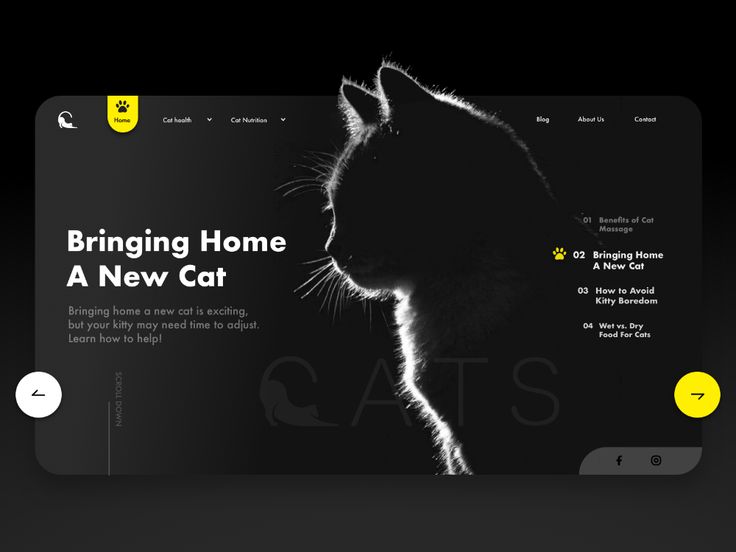 Home
Cat health
Cat Nutrition
Blog
About Us
Contact
Bringing Home
A New Cat
Bringing home a new cat is exciting,
but your kitty may need time to adjust.
Learn how to help!
SCROLL DOWN
01 Benefits of Cat
Massage
02 Bringing Home
A New Cat
03 How to Avoid
Kitty Boredom
04 Wet vs. Dry
Food For Cats
CATS